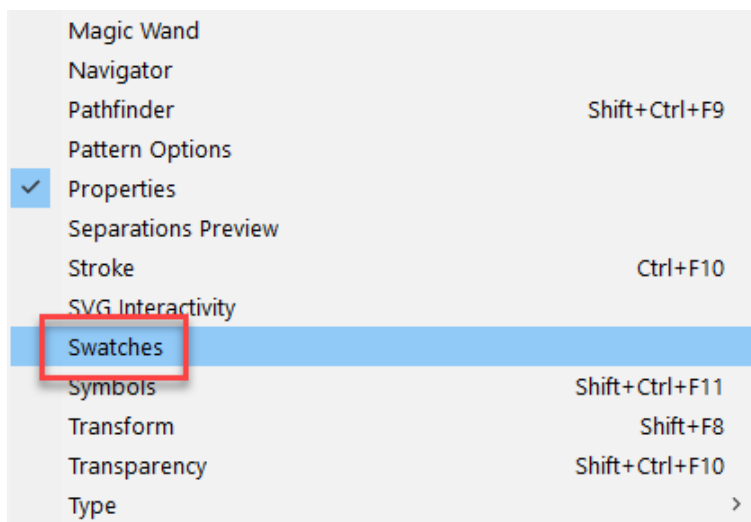 Magic Wand
Navigator
Pathfinder Shift+Ctrl+F9
Pattern Options
Properties
Separations Preview
Stroke Ctrl+F10
SVG Interactivity
Swatches
Symbols Shift+Ctrl+F11
Transform Shift+F8
Transparency Shift+Ctrl+F10
Type